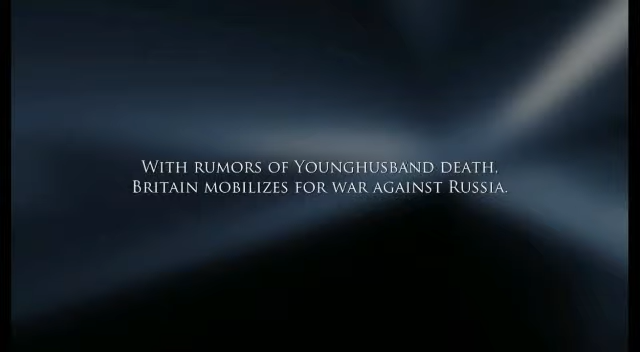 With rumors of Younghusband death,
Britain mobilizes for war against Russia.